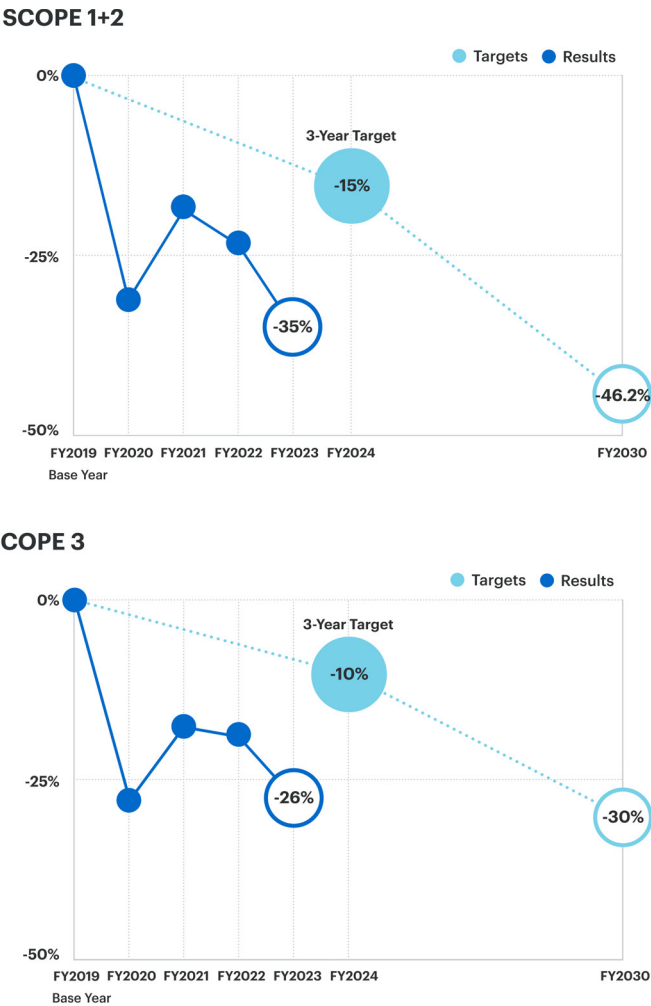 SCOPE 1+2
Targets Results
0%
3-Year Target
-15%
-25%
-35%
-46.2%
-50%
FY2019 FY2020 FY2021 FY2022 FY2023 FY2024 FY2030
Base Year
COPE 3
Targets Results
0%
3-Year Target
-10%
-25%
-26%
-30%
-50%
FY2019 FY2020 FY2021 FY2022 FY2023 FY2024 FY2030
Base Year